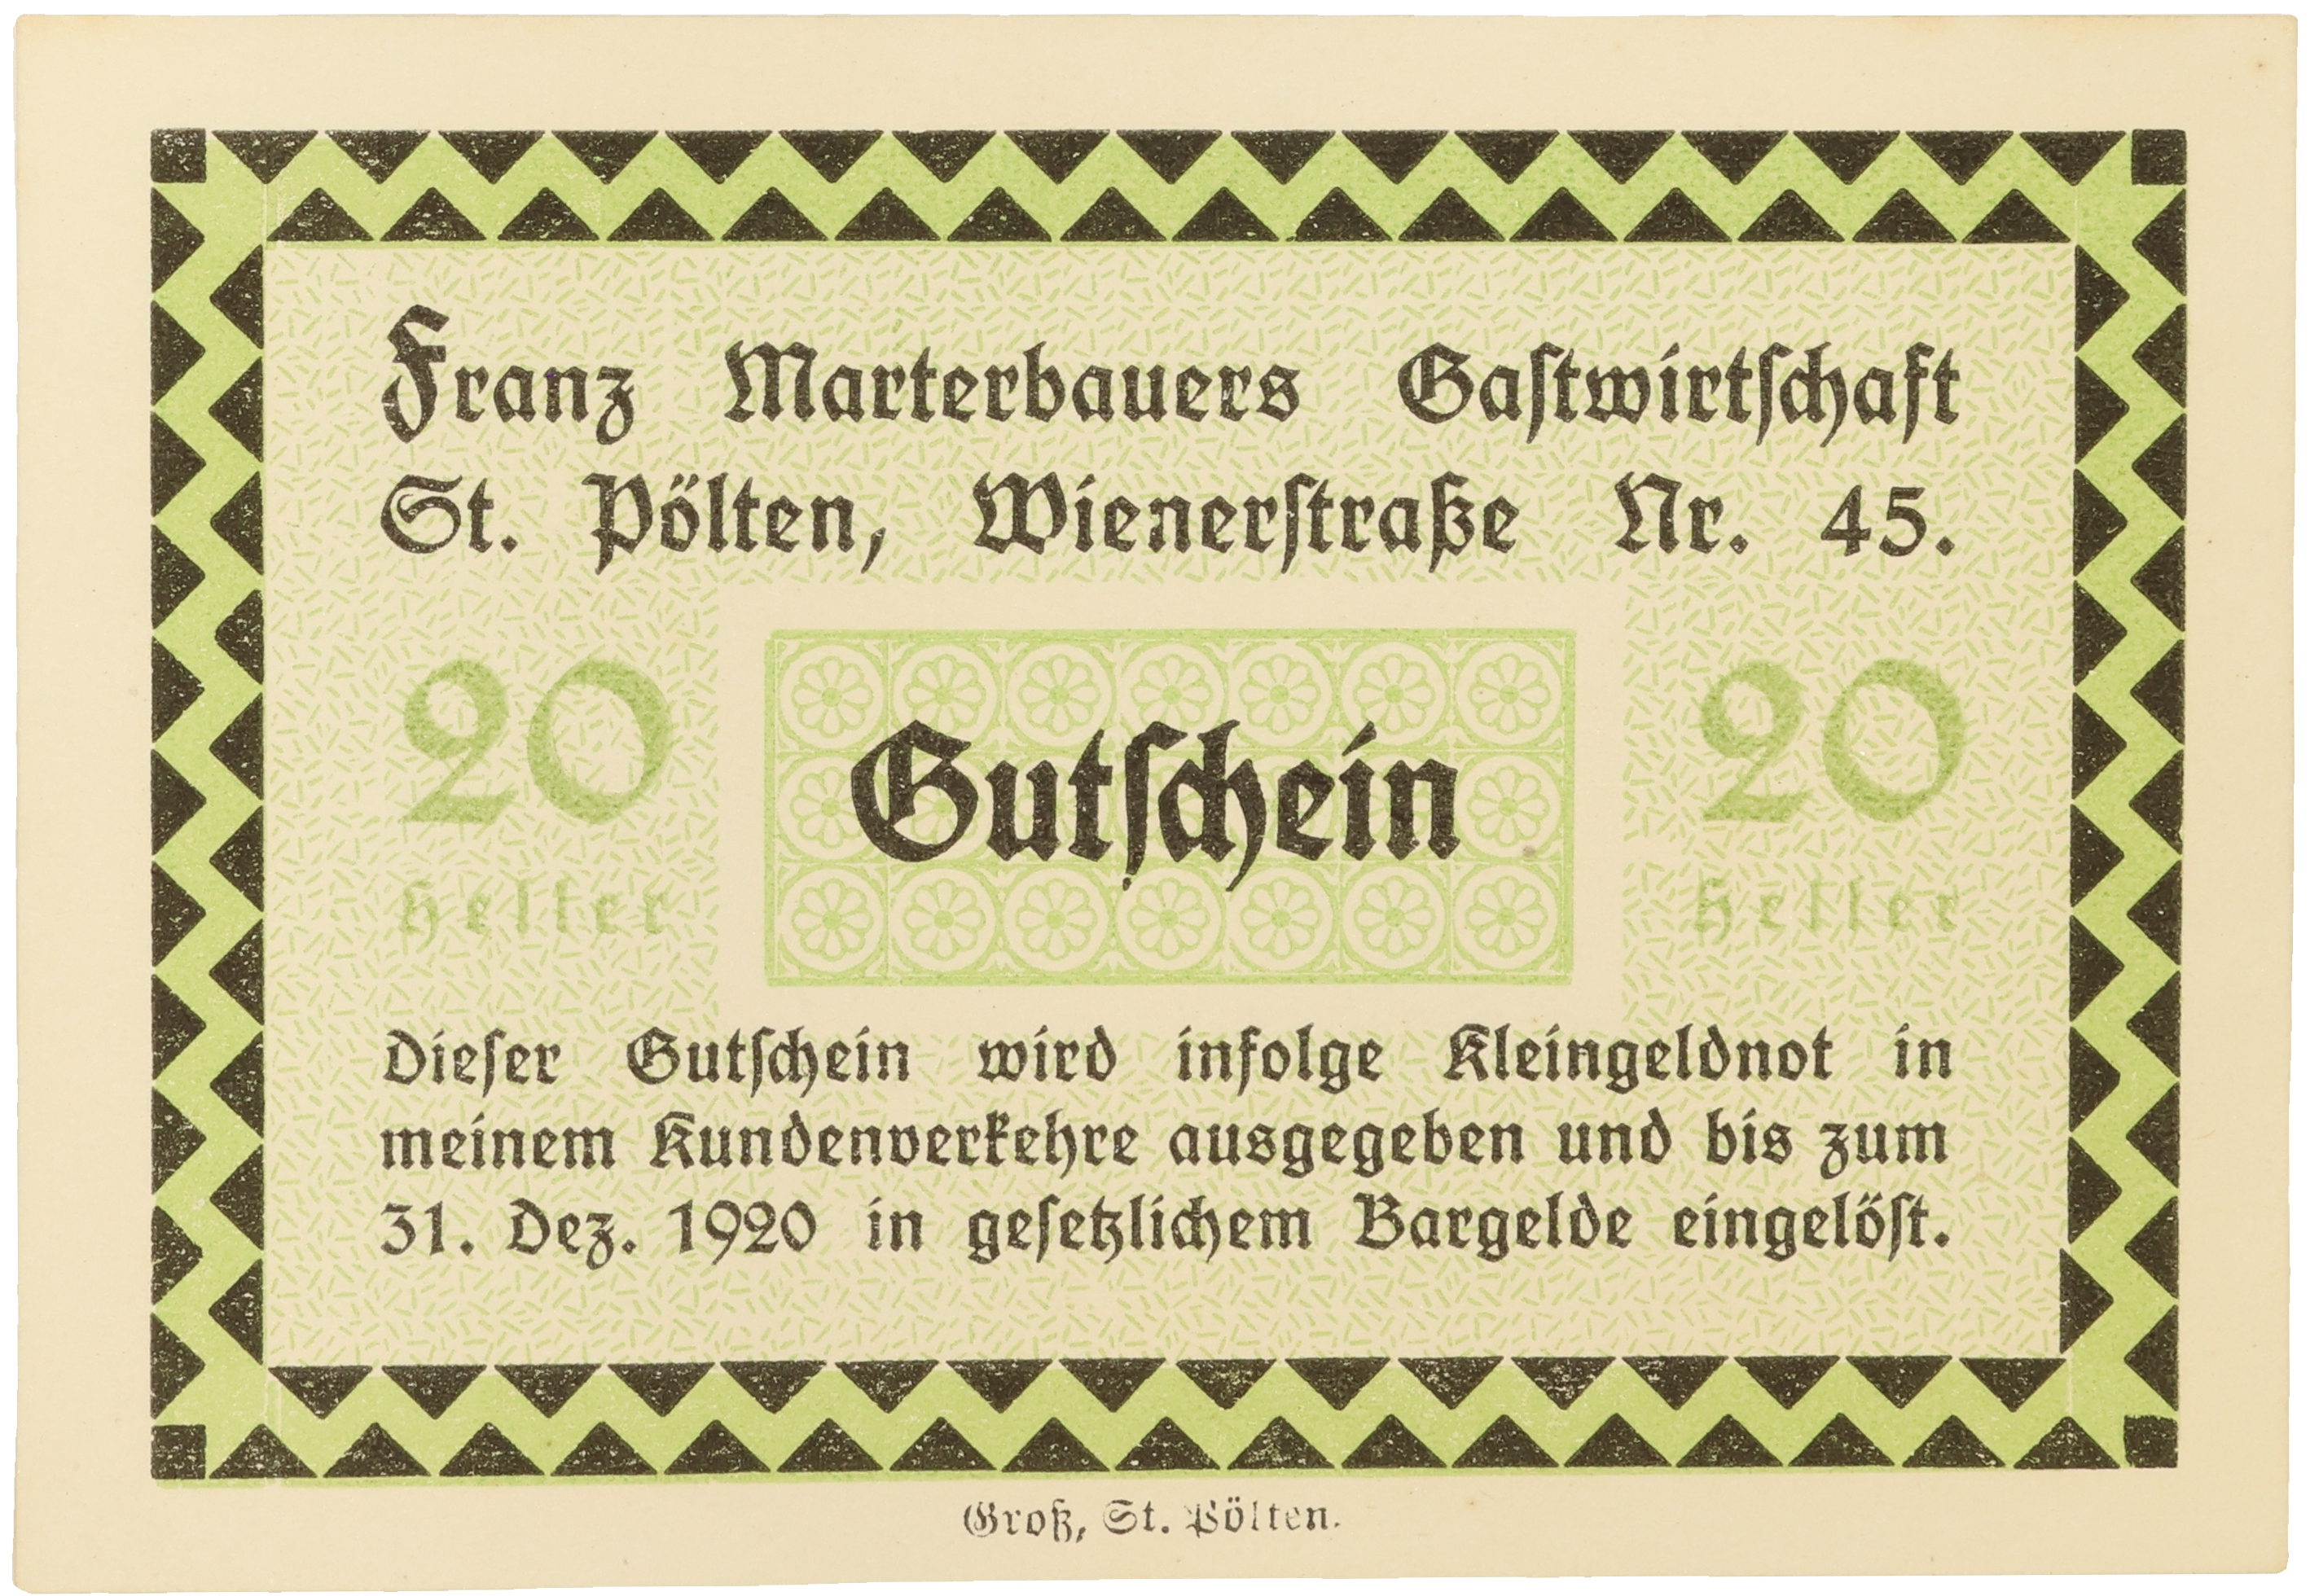 Franz Marterbauers Gastwirtschaft
St. Pölten, Wienerstraße Nr. 45.
20 Gutschein 20
Heller Heller
Dieser Gutschein wird infolge Kleingeldnot in
meinem Kundenverkehre ausgegeben und bis zum
31. Dez. 1920 in gesetzlichem Bargelde eingelöst.
Groß, St. Pölten.